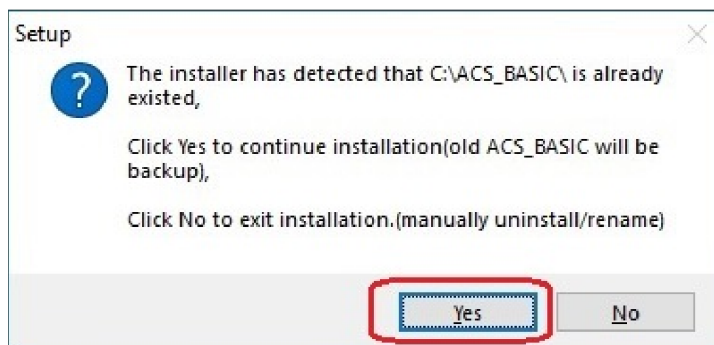 Setup
The installer has detected that C:\ACS_BASIC\ is already
existed,
Click Yes to continue installation(old ACS_BASIC will be
backup),
Click No to exit installation.(manually uninstall/rename)
Yes
No